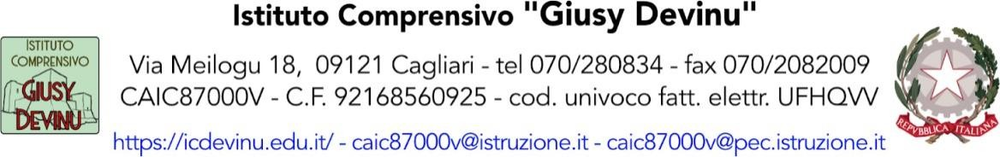 Istituto Comprensivo "Giusy Devinu"
ISTITUTO
COMPRENSIVO
GIUSY
DEVINU
Via Meilogu 18, 09121 Cagliari - tel 070/280834 - fax 070/2082009
CAIC87000V - C.F. 92168560925 - cod. univoco fatt. elettr. UFHQVV
https://icdevinu.edu.it/ - caic87000v@istruzione.it - caic87000v@pec.istruzione.it
REPVBBLICA ITALIANA